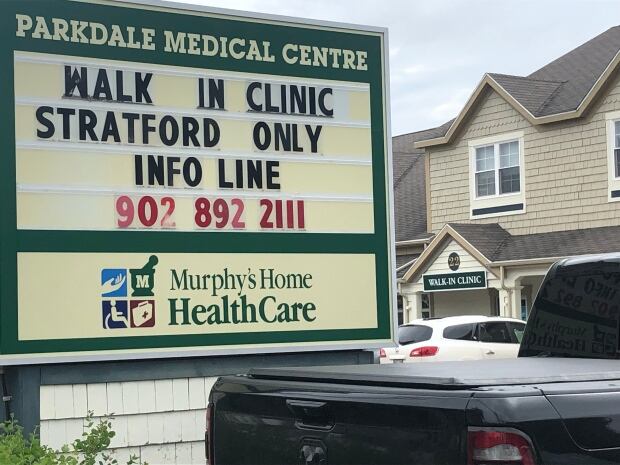 PARKDALE MEDICAL CENTRE
WALK IN CLINIC
STRATFORD ONLY
INFO LINE
902 892 2111
M
Murphy's Home
HealthCare
22
WALK-IN CLINIC